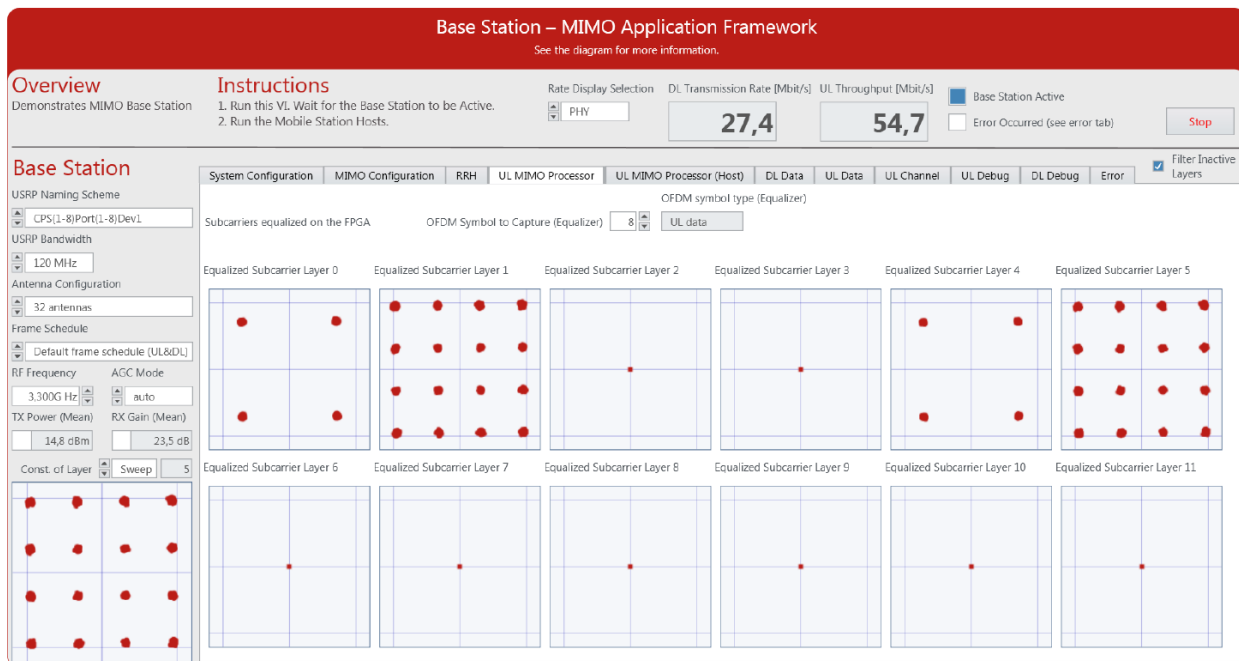 Base Station – MIMO Application Framework
See the diagram for more information.
Overview
Demonstrates MIMO Base Station
Instructions
1. Run this VI. Wait for the Base Station to be Active.
2. Run the Mobile Station Hosts.
Rate Display Selection
PHY
DL Transmission Rate [Mbit/s]
27,4
UL Throughput [Mbit/s]
54,7
Base Station Active
Error Occurred (see error tab)
Stop
Base Station
USRP Naming Scheme
CPS(1-8)Port(1-8)Dev1
USRP Bandwidth
120 MHz
Antenna Configuration
32 antennas
Frame Schedule
Default frame schedule (UL&DL)
RF Frequency
3,300G Hz
AGC Mode
auto
TX Power (Mean)
14,8 dBm
RX Gain (Mean)
23,5 dB
Const. of Layer
Sweep
5
System Configuration
MIMO Configuration
RRH
UL MIMO Processor
UL MIMO Processor (Host)
DL Data
UL Data
UL Channel
UL Debug
DL Debug
Error
Filter Inactive
Layers
Subcarriers equalized on the FPGA
OFDM Symbol to Capture (Equalizer)
8
OFDM symbol type (Equalizer)
UL data
Equalized Subcarrier Layer 0
Equalized Subcarrier Layer 1
Equalized Subcarrier Layer 2
Equalized Subcarrier Layer 3
Equalized Subcarrier Layer 4
Equalized Subcarrier Layer 5
Equalized Subcarrier Layer 6
Equalized Subcarrier Layer 7
Equalized Subcarrier Layer 8
Equalized Subcarrier Layer 9
Equalized Subcarrier Layer 10
Equalized Subcarrier Layer 11